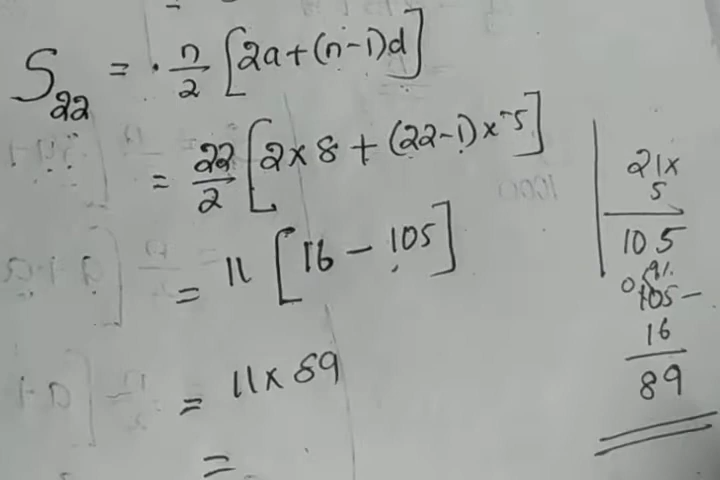 S₂₂ = n/2 [2a+(n-1)d]
= 22/2 [2×8+(22-1)×-5]
= 11 [16-105]
= 11×89
=
21×
5
105
105-
16
89